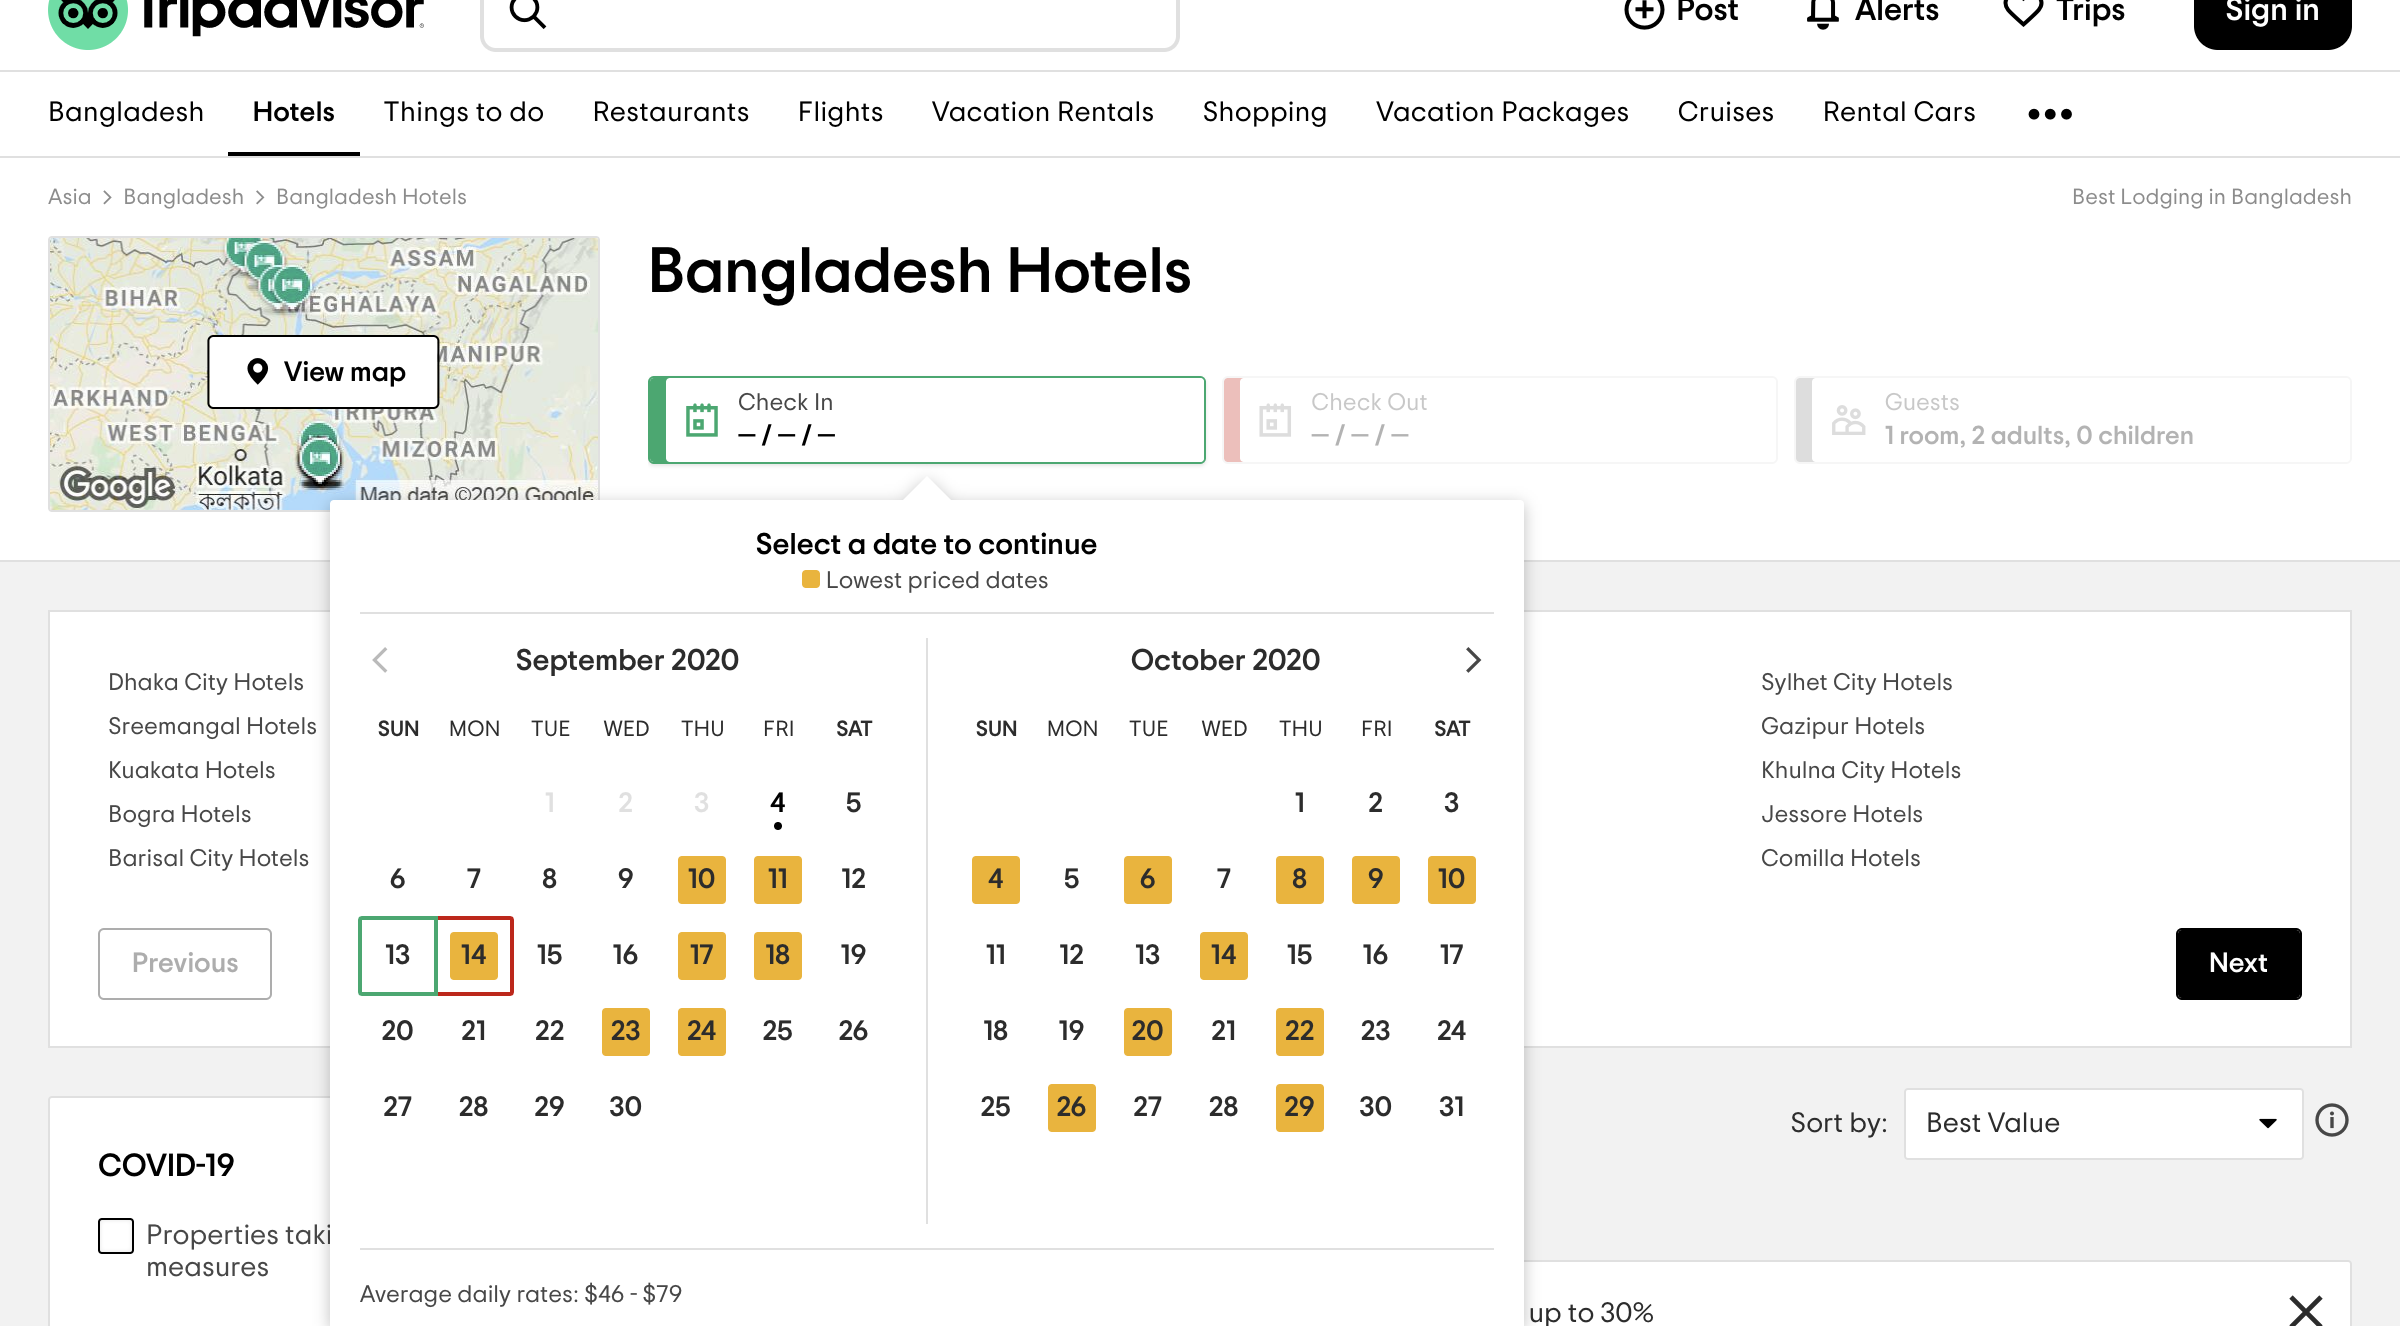 Tripadvisor
Post
Alerts
Trips
Sign in
Bangladesh
Hotels
Things to do
Restaurants
Flights
Vacation Rentals
Shopping
Vacation Packages
Cruises
Rental Cars
Asia > Bangladesh > Bangladesh Hotels
Best Lodging in Bangladesh
ASSAM
NAGALAND
BIHAR
MEGHALAYA
MANIPUR
View map
ARKHAND
TRIPURA
WEST BENGAL
MIZORAM
Kolkata
কলকাতা
Google
Map data ©2020 Google
Bangladesh Hotels
Check In
– / – / –
Check Out
– / – / –
Guests
1 room, 2 adults, 0 children
Select a date to continue
Lowest priced dates
September 2020
SUN MON TUE WED THU FRI SAT
1 2 3 4 5
6 7 8 9 10 11 12
13 14 15 16 17 18 19
20 21 22 23 24 25 26
27 28 29 30
October 2020
SUN MON TUE WED THU FRI SAT
1 2 3
4 5 6 7 8 9 10
11 12 13 14 15 16 17
18 19 20 21 22 23 24
25 26 27 28 29 30 31
Average daily rates: $46 - $79
Dhaka City Hotels
Sreemangal Hotels
Kuakata Hotels
Bogra Hotels
Barisal City Hotels
Previous
Sylhet City Hotels
Gazipur Hotels
Khulna City Hotels
Jessore Hotels
Comilla Hotels
Next
Sort by:
Best Value
COVID-19
Properties taki
measures
up to 30%